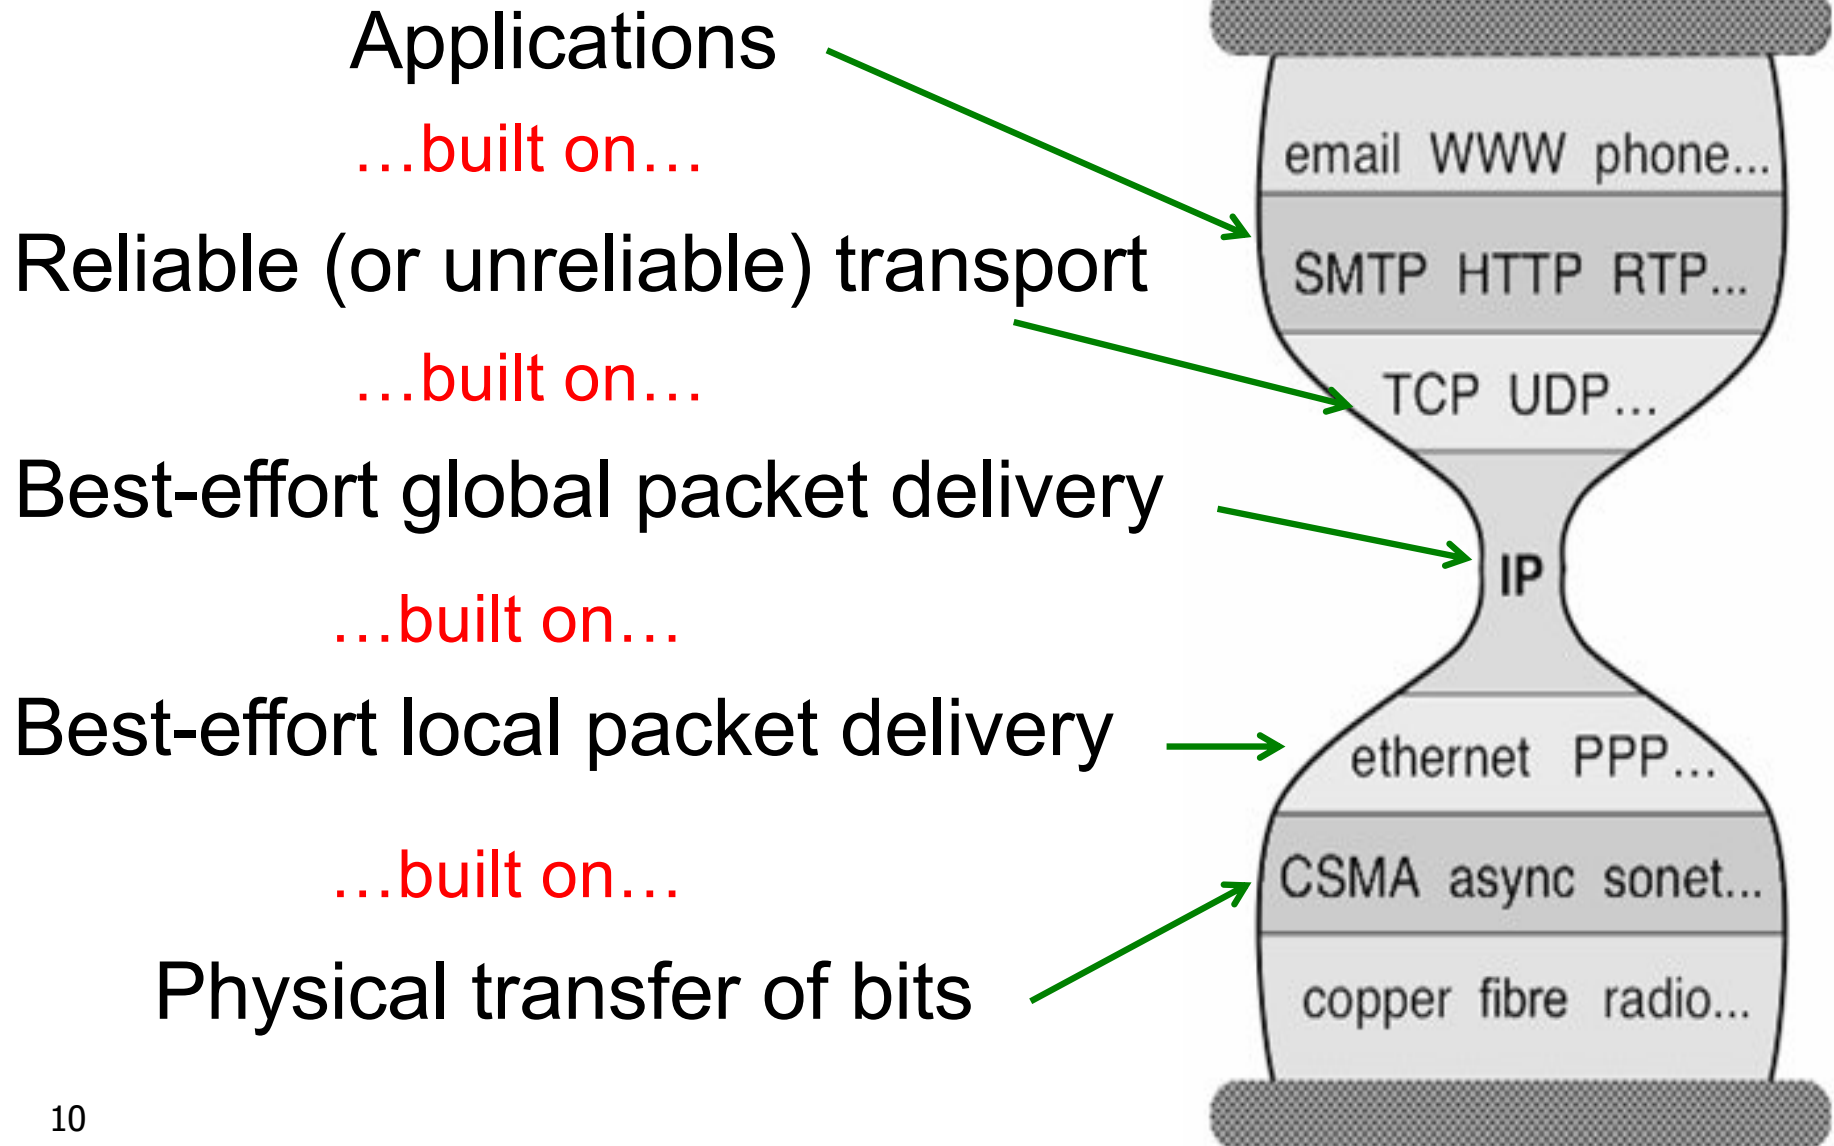 Applications
…built on…
Reliable (or unreliable) transport
…built on…
Best-effort global packet delivery
…built on…
Best-effort local packet delivery
…built on…
Physical transfer of bits
10
email WWW phone...
SMTP HTTP RTP...
TCP UDP...
IP
ethernet PPP...
CSMA async sonet...
copper fibre radio...